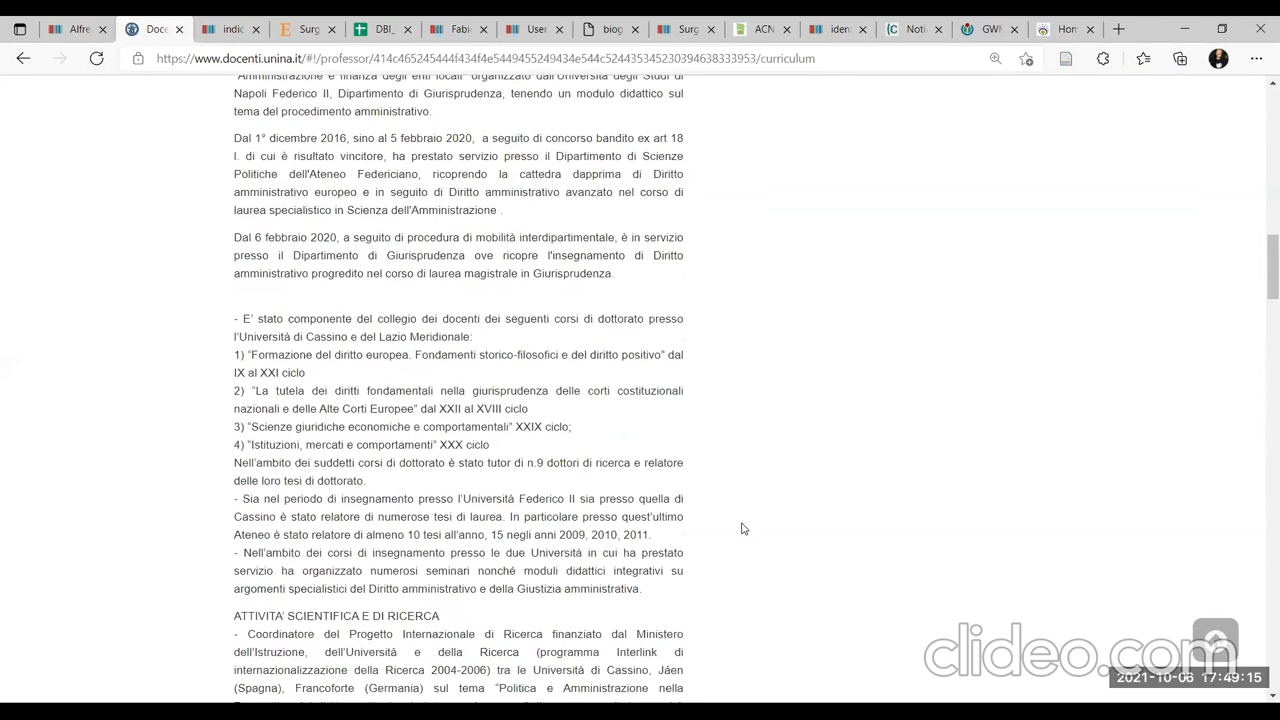 Alfre
Doce
indic
Surg
DBI_
Fabic
User
biog
Surg
ACN
iden
Noti
GWM
Hom
https://www.docenti.unina.it/#!/professor/414c465245444f434f4e5449455249434e544c524435345230394638333953/curriculum
"Amministrazione e finanza degli enti locali" organizzato dall'Università degli Studi di
Napoli Federico II, Dipartimento di Giurisprudenza, tenendo un modulo didattico sul
tema del procedimento amministrativo.
Dal 1° dicembre 2016, sino al 5 febbraio 2020, a seguito di concorso bandito ex art 18
l. di cui è risultato vincitore, ha prestato servizio presso il Dipartimento di Scienze
Politiche dell'Ateneo Federiciano, ricoprendo la cattedra dapprima di Diritto
amministrativo europeo e in seguito di Diritto amministrativo avanzato nel corso di
laurea specialistico in Scienza dell'Amministrazione .
Dal 6 febbraio 2020, a seguito di procedura di mobilità interdipartimentale, è in servizio
presso il Dipartimento di Giurisprudenza ove ricopre l'insegnamento di Diritto
amministrativo progredito nel corso di laurea magistrale in Giurisprudenza.
- E' stato componente del collegio dei docenti dei seguenti corsi di dottorato presso
l'Università di Cassino e del Lazio Meridionale:
1) "Formazione del diritto europea. Fondamenti storico-filosofici e del diritto positivo" dal
IX al XXI ciclo
2) "La tutela dei diritti fondamentali nella giurisprudenza delle corti costituzionali
nazionali e delle Alte Corti Europee" dal XXII al XVIII ciclo
3) "Scienze giuridiche economiche e comportamentali" XXIX ciclo;
4) "Istituzioni, mercati e comportamenti" XXX ciclo
Nell'ambito dei suddetti corsi di dottorato è stato tutor di n.9 dottori di ricerca e relatore
delle loro tesi di dottorato.
- Sia nel periodo di insegnamento presso l'Università Federico II sia presso quella di
Cassino è stato relatore di numerose tesi di laurea. In particolare presso quest'ultimo
Ateneo è stato relatore di almeno 10 tesi all'anno, 15 negli anni 2009, 2010, 2011.
- Nell'ambito dei corsi di insegnamento presso le due Università in cui ha prestato
servizio ha organizzato numerosi seminari nonché moduli didattici integrativi su
argomenti specialistici del Diritto amministrativo e della Giustizia amministrativa.
ATTIVITA' SCIENTIFICA E DI RICERCA
- Coordinatore del Progetto Internazionale di Ricerca finanziato dal Ministero
dell'Istruzione, dell'Università e della Ricerca (programma Interlink di
internazionalizzazione della Ricerca 2004-2006) tra le Università di Cassino, Jáen
(Spagna), Francoforte (Germania) sul tema "Politica e Amministrazione nella
clideo.com
2021-10-06 17:49:15